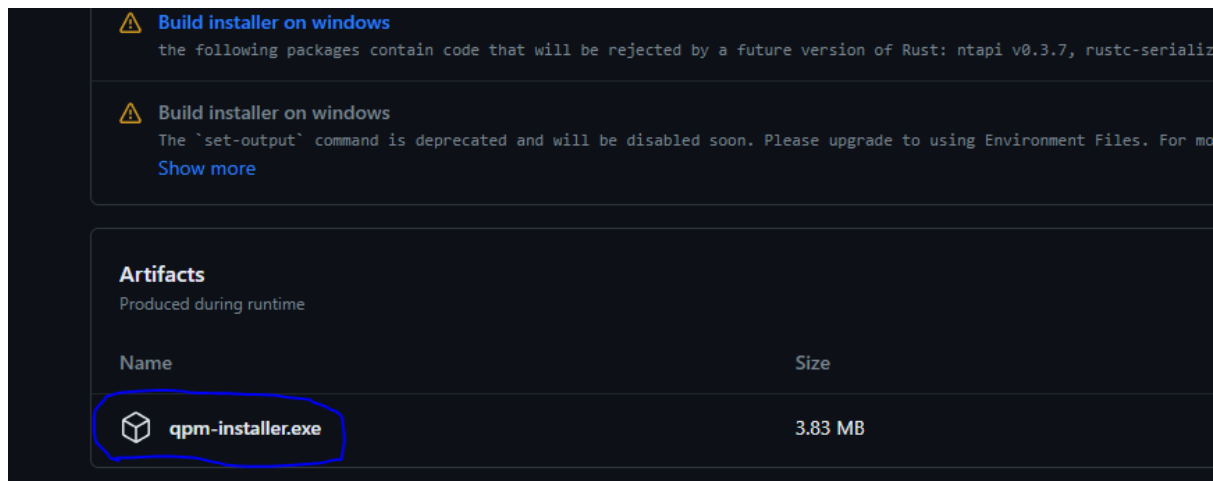 Build installer on windows
the following packages contain code that will be rejected by a future version of Rust: ntapi v0.3.7, rustc-serializ
Build installer on windows
The `set-output` command is deprecated and will be disabled soon. Please upgrade to using Environment Files. For mo
Show more
Artifacts
Produced during runtime
Name Size
qpm-installer.exe 3.83 MB